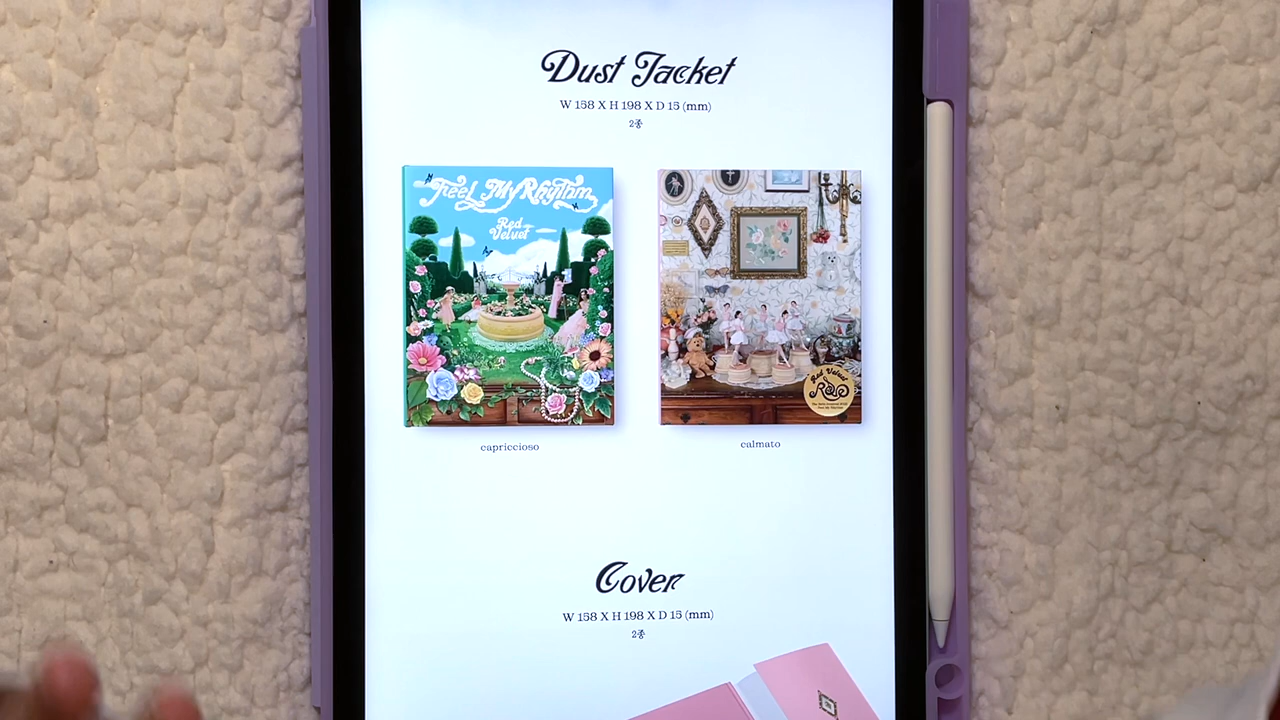 Dust Jacket
W 158 X H 198 X D 15 (mm)
2종
Feel My Rhythm
Red
Velvet
Red Velvet
capriccioso
calmato
Cover
W 158 X H 198 X D 15 (mm)
2종